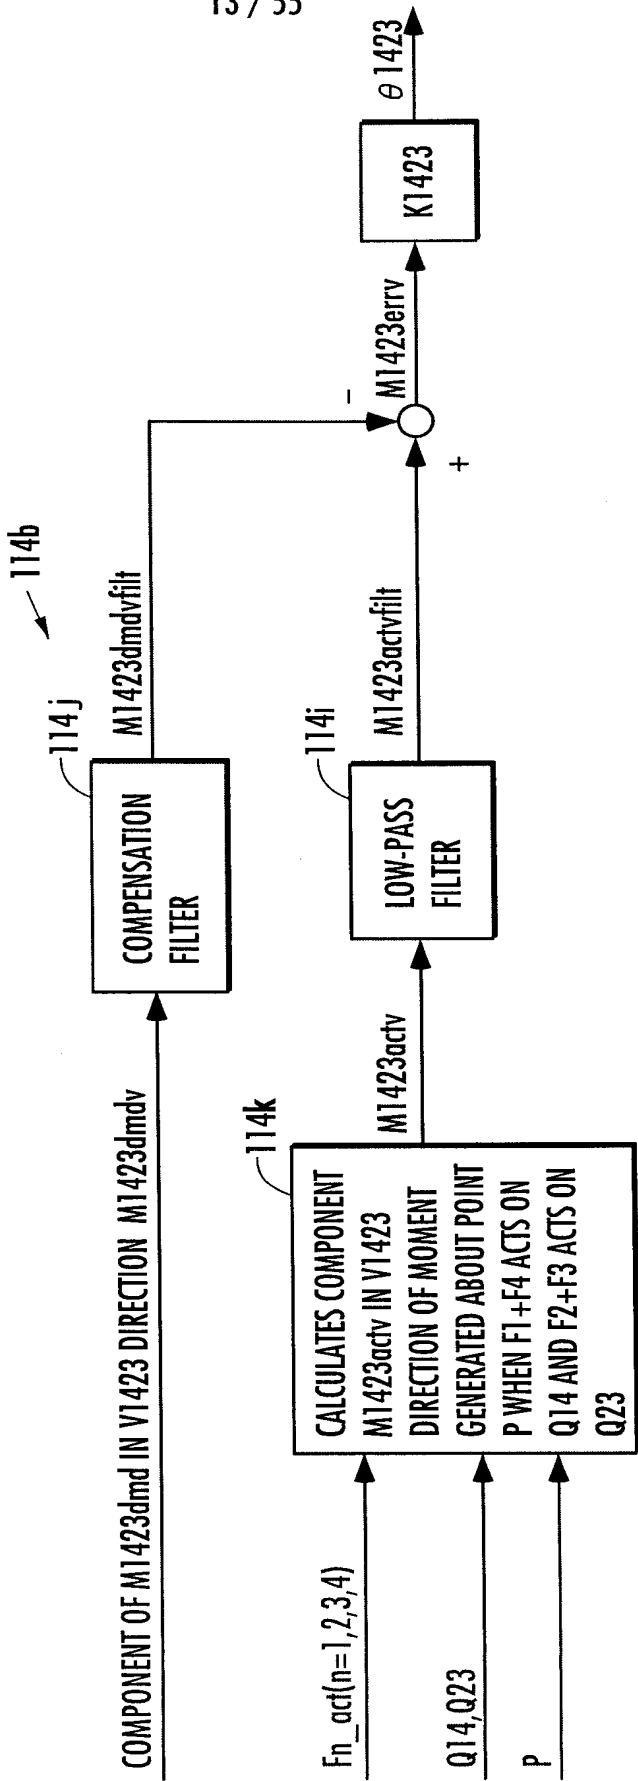 13 / 55
114b
COMPONENT OF M1423dmd IN V1423 DIRECTION M1423dmdv
114j
COMPENSATION
FILTER
M1423dmdvfilt
-
Fn_act(n=1,2,3,4)
Q14,Q23
P
114k
CALCULATES COMPONENT
M1423actv IN V1423
DIRECTION OF MOMENT
GENERATED ABOUT POINT
P WHEN F1+F4 ACTS ON
Q14 AND F2+F3 ACTS ON
Q23
M1423actv
114i
LOW-PASS
FILTER
M1423actvfilt
+
M1423errv
K1423
θ1423